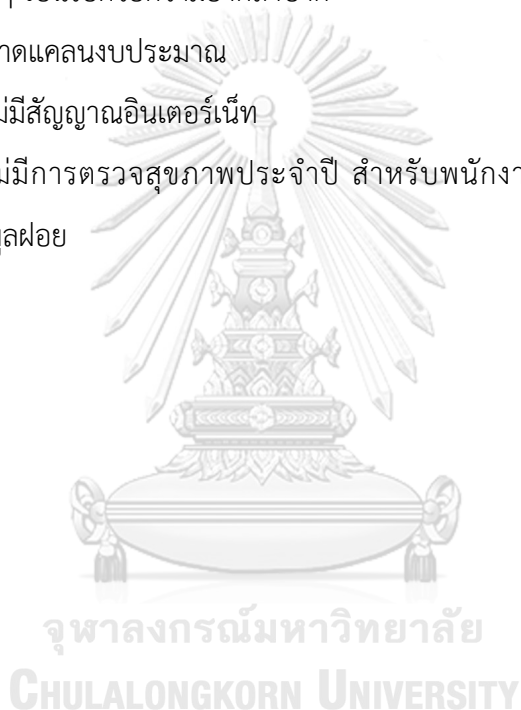 าดแคลนงบประมาณ
ม่มีสัญญาณอินเตอร์เน็ท
ม่มีการตรวจสุขภาพประจำปี สำหรับพนักงา
มูลฝอย
จุฬาลงกรณ์มหาวิทยาลัย
CHULALONGKORN UNIVERSITY